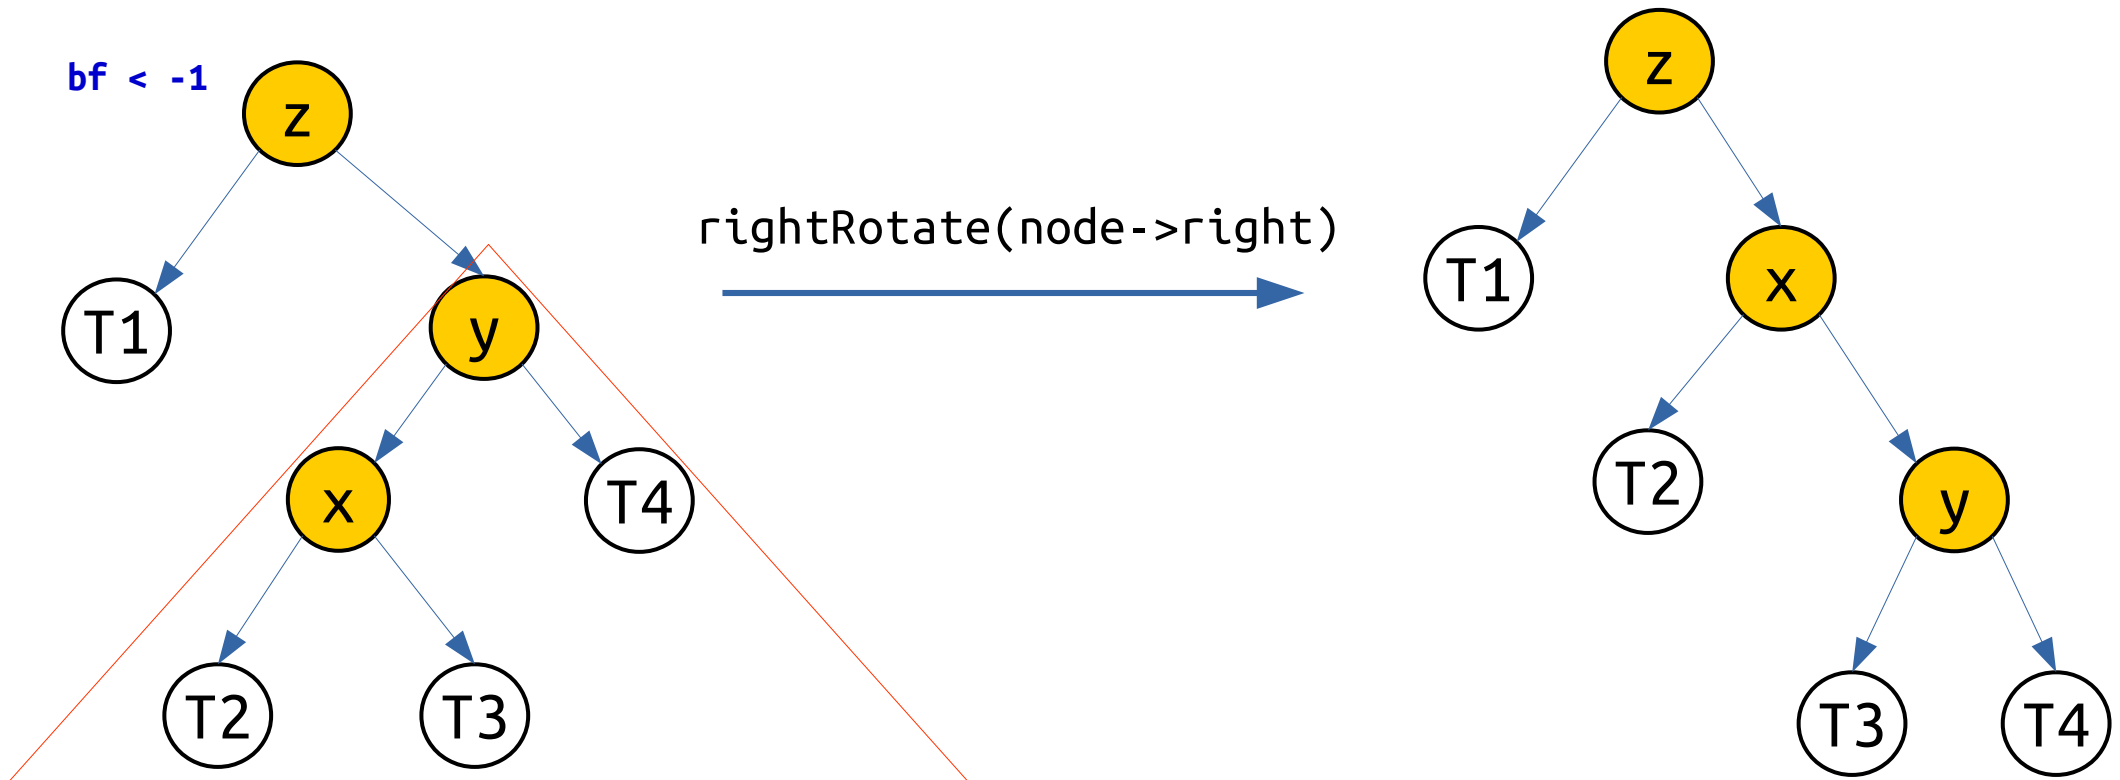 bf < -1
z
T1
y
x
T4
T2
T3
rightRotate(node->right)
z
T1
x
T2
y
T3
T4